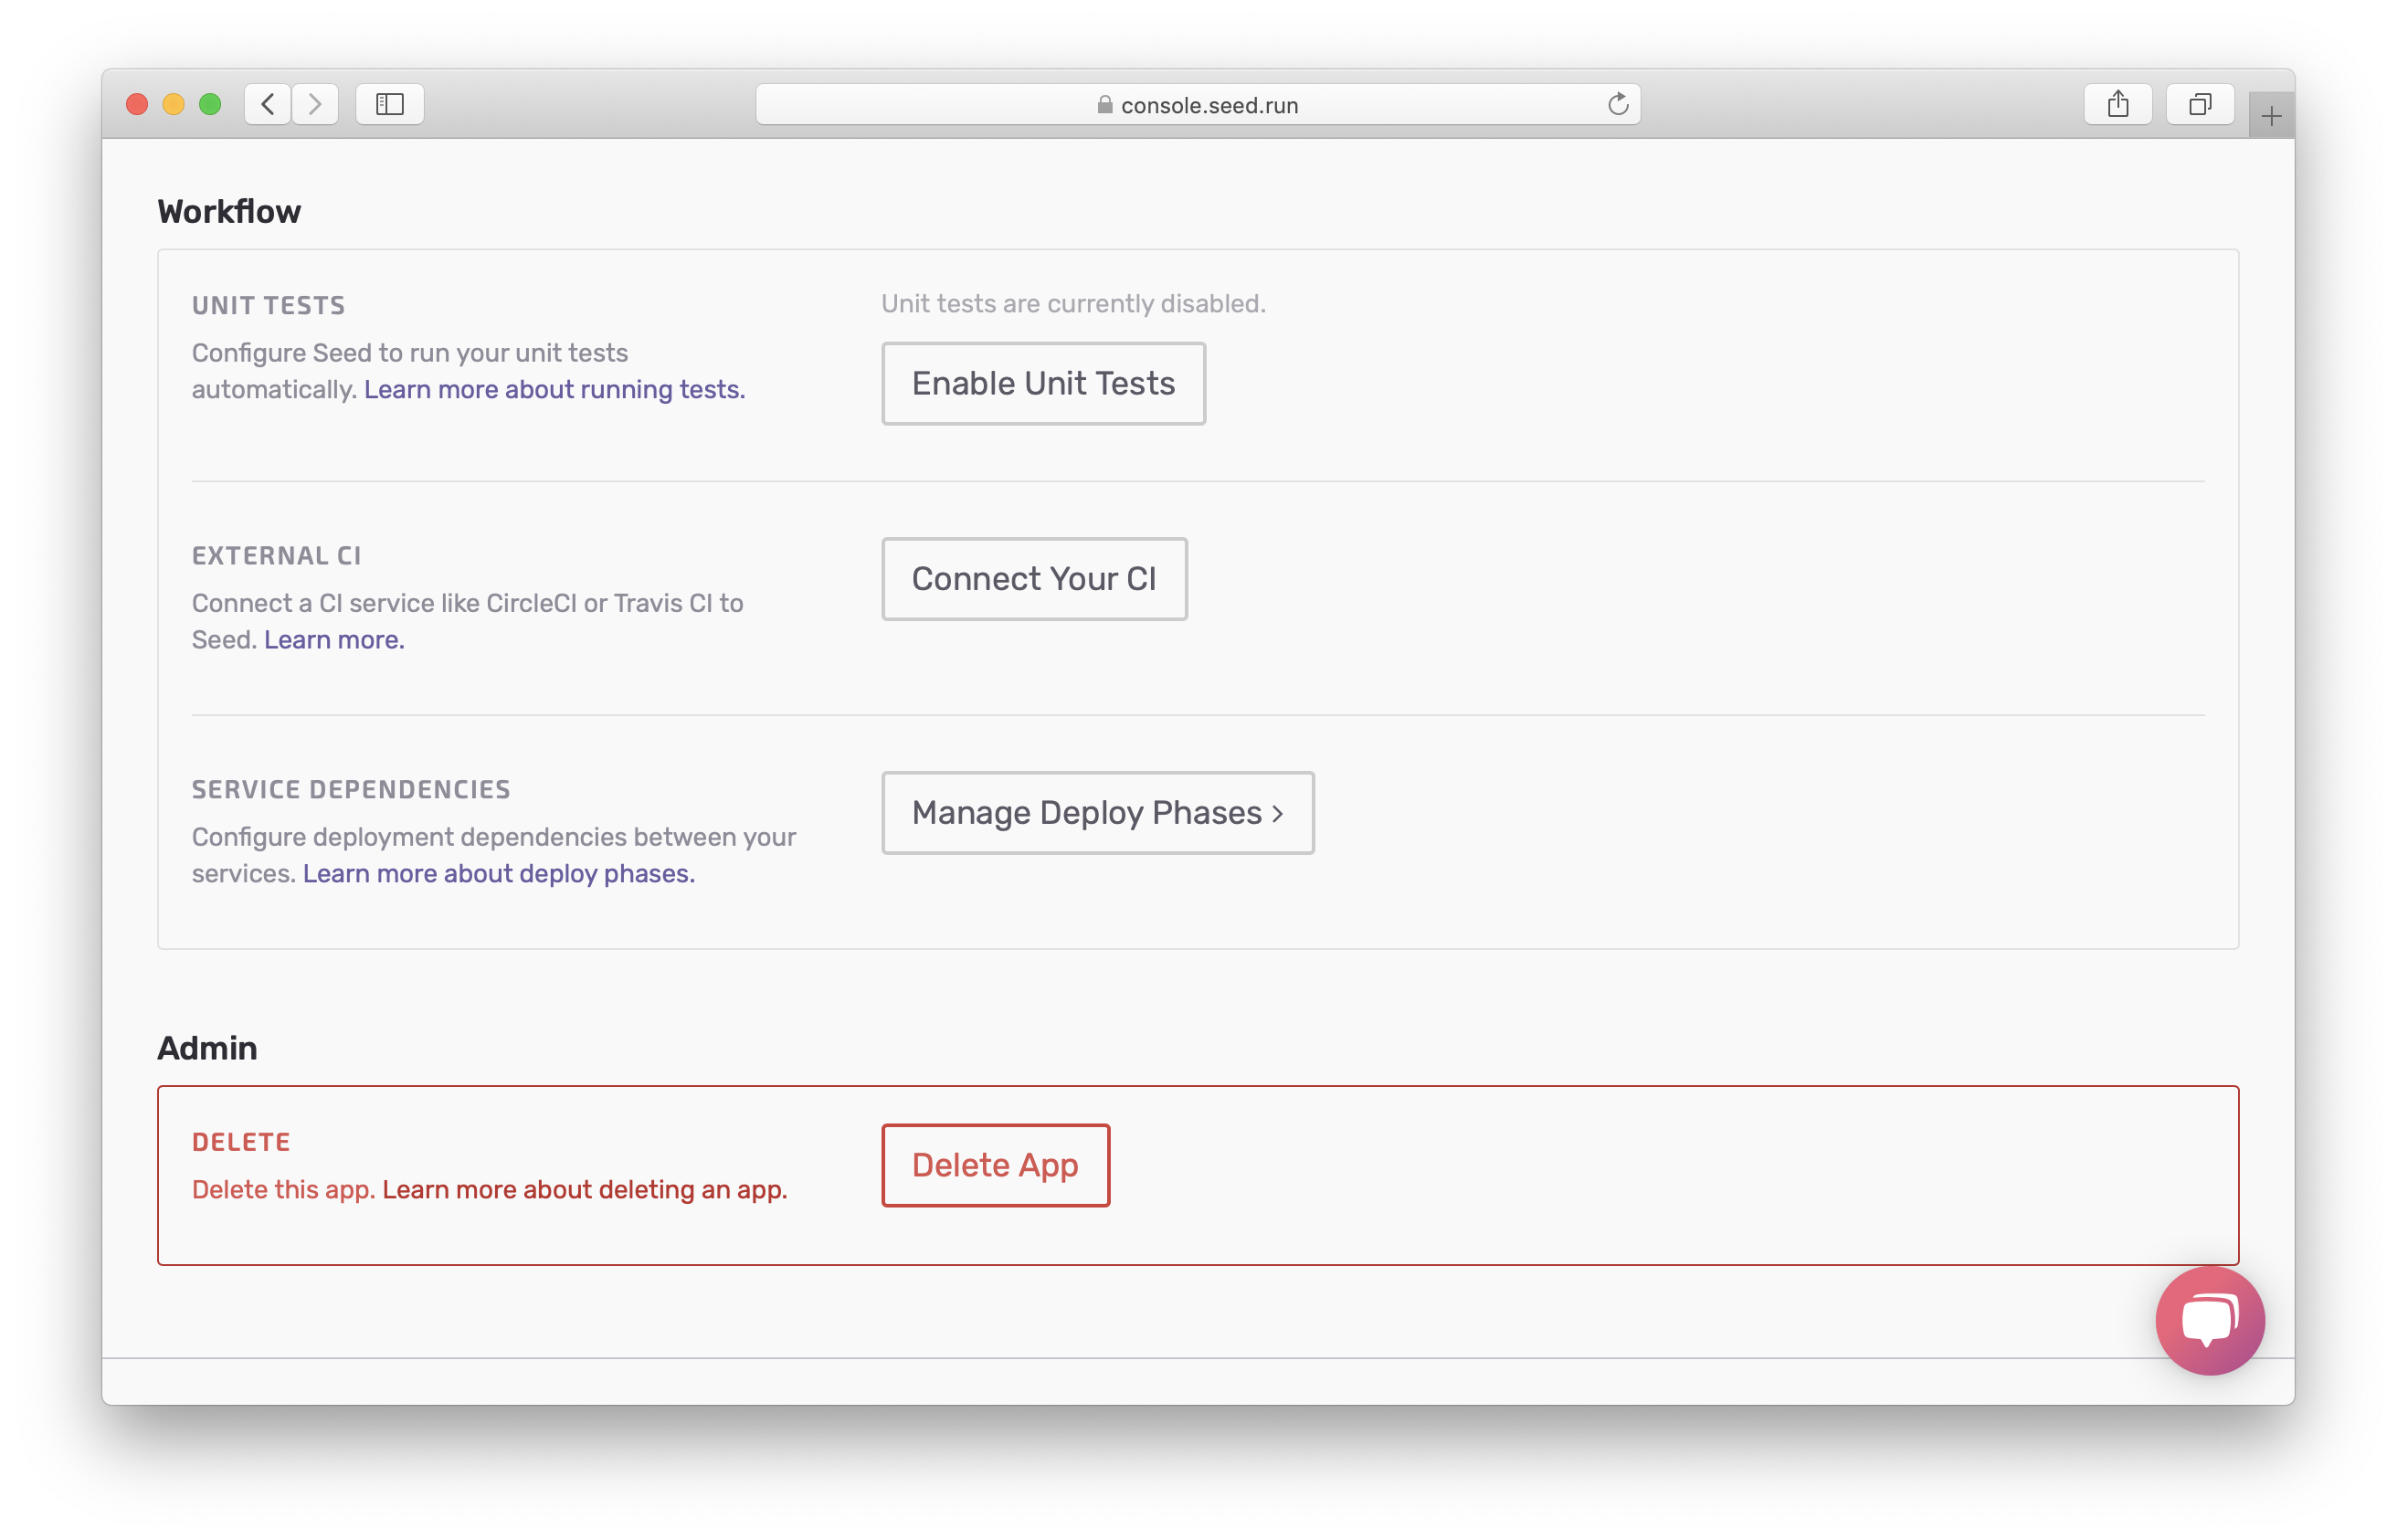 console.seed.run
Workflow
UNIT TESTS
Configure Seed to run your unit tests
automatically. Learn more about running tests.
Unit tests are currently disabled.
Enable Unit Tests
EXTERNAL CI
Connect a CI service like CircleCI or Travis CI to
Seed. Learn more.
Connect Your CI
SERVICE DEPENDENCIES
Configure deployment dependencies between your
services. Learn more about deploy phases.
Manage Deploy Phases >
Admin
DELETE
Delete this app. Learn more about deleting an app.
Delete App